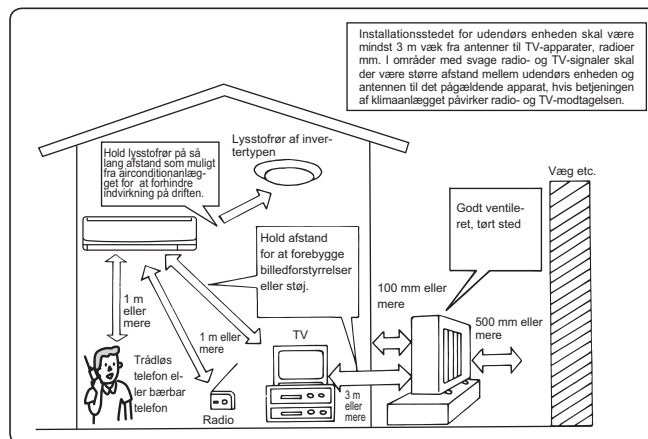 Installationsstedet for udendørs enheden skal være
mindst 3 m væk fra antenner til TV-apparater, radioer
mm. I områder med svage radio- og TV-signaler skal
der være større afstand mellem udendørs enheden og
antennen til det pågældende apparat, hvis betjeningen
af klimaanlægget påvirker radio- og TV-modtagelsen.
Lysstofrør af inver-
tertypen
Hold lysstofrør på så
lang afstand som muligt
fra airconditionanlæg-
get for at forhindre
indvirkning på driften.
Væg etc.
Godt ventile-
ret, tørt sted
Hold afstand
for at forebygge
billedforstyrrelser
eller støj.
1 m
eller
mere
100 mm eller
mere
1 m eller
mere
TV
500 mm eller
mere
Trådløs
telefon el-
ller bærbar
telefon
Radio
3 m
eller
mere